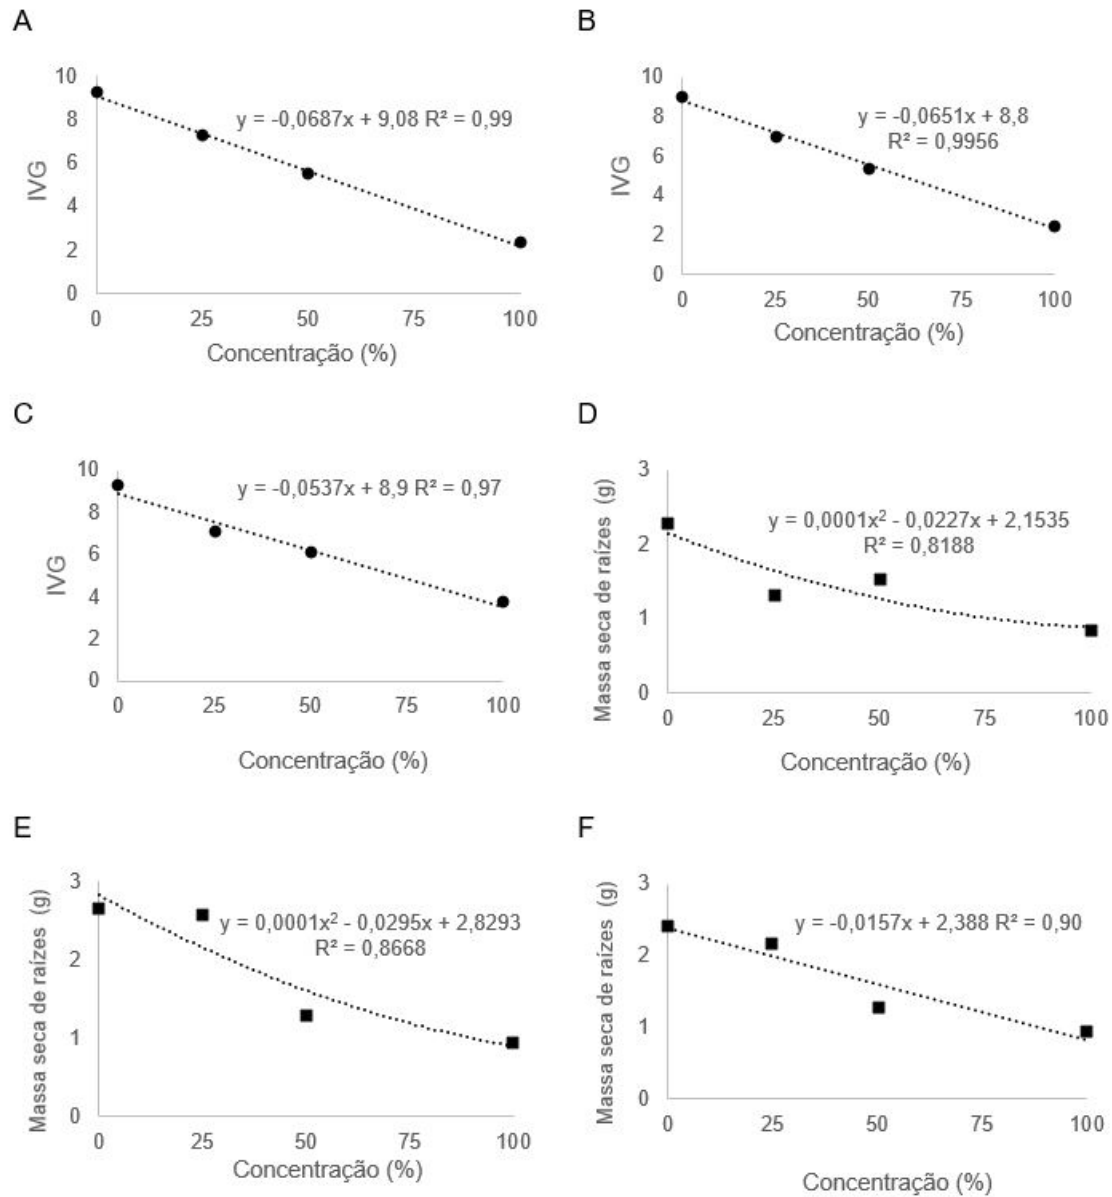 A
10
8
6
4
2
0
IVG
y = -0,0687x + 9,08 R² = 0,99
0 25 50 75 100
Concentração (%)
B
10
8
6
4
2
0
IVG
y = -0,0651x + 8,8
R² = 0,9956
0 25 50 75 100
Concentração (%)
C
10
8
6
4
2
0
IVG
y = -0,0537x + 8,9 R² = 0,97
0 25 50 75 100
Concentração (%)
D
3
2
1
0
Massa seca de raízes (g)
y = 0,0001x² - 0,0227x + 2,1535
R² = 0,8188
0 25 50 75 100
Concentração (%)
E
3
2
1
0
Massa seca de raízes (g)
y = 0,0001x² - 0,0295x + 2,8293
R² = 0,8668
0 25 50 75 100
Concentração (%)
F
3
2
1
0
Massa seca de raízes (g)
y = -0,0157x + 2,388 R² = 0,90
0 25 50 75 100
Concentração (%)